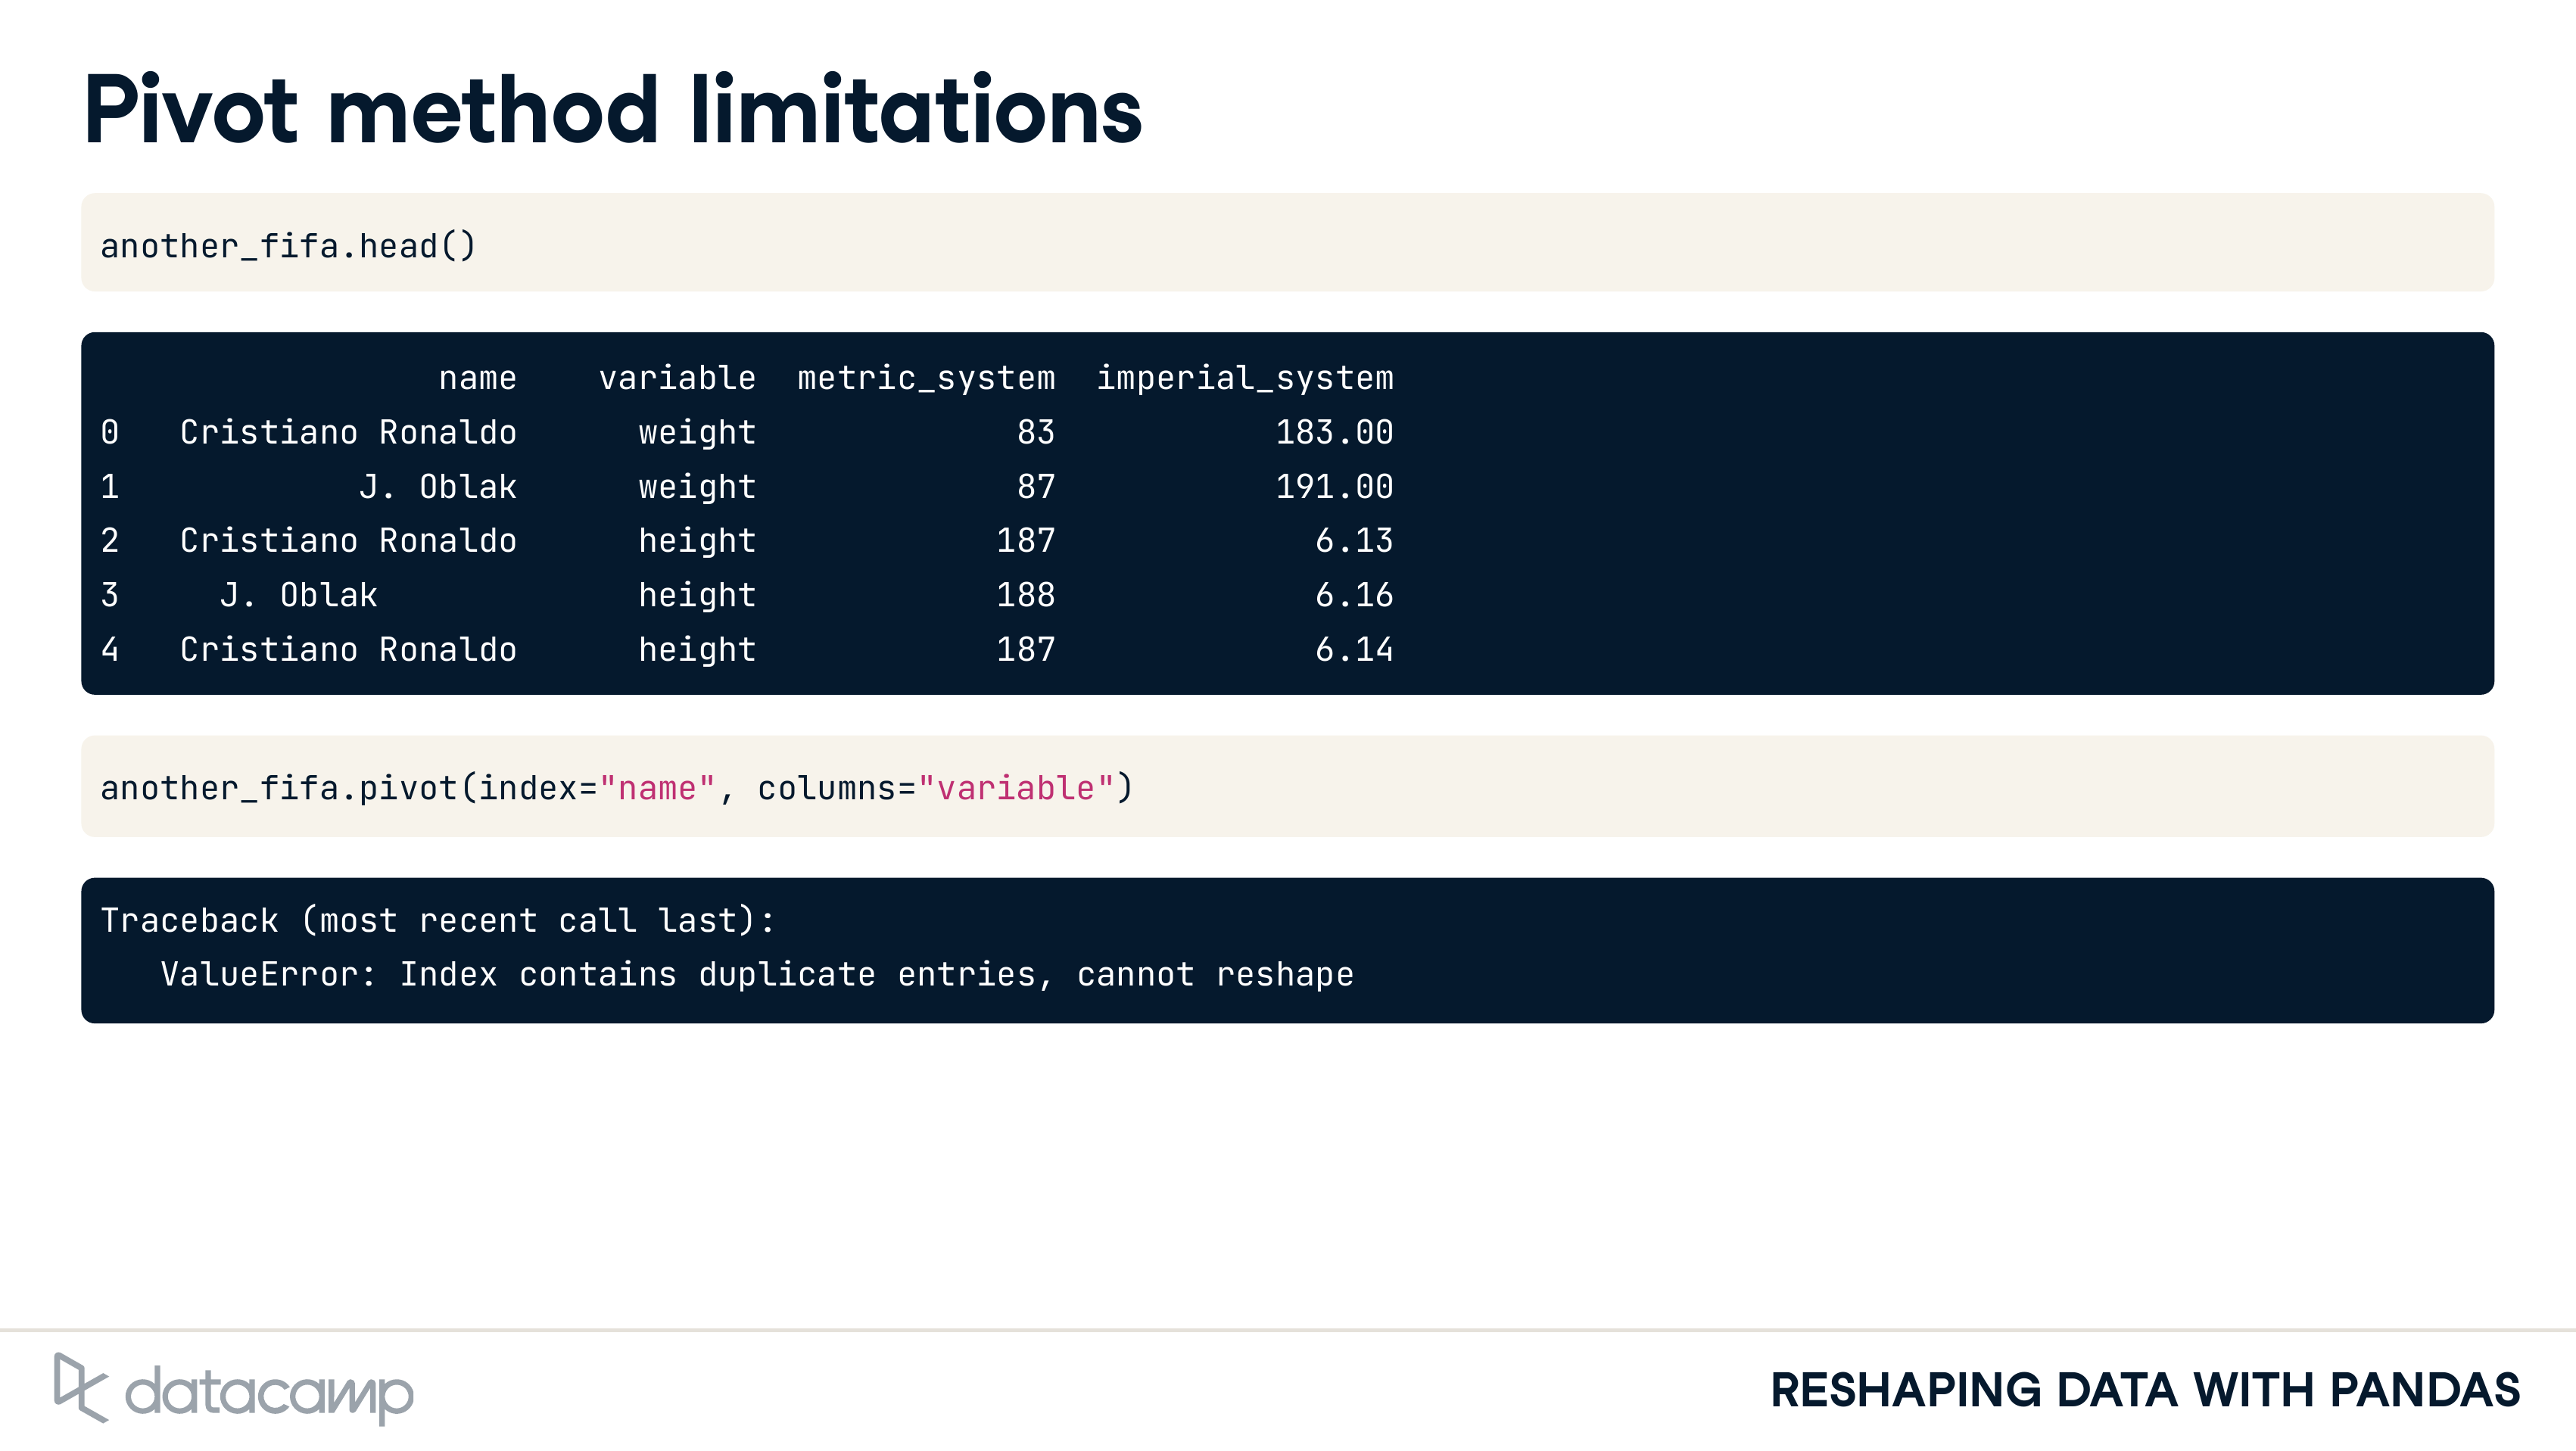 Pivot method limitations
another_fifa.head()
name variable metric_system imperial_system
0 Cristiano Ronaldo weight 83 183.00
1 J. Oblak weight 87 191.00
2 Cristiano Ronaldo height 187 6.13
3 J. Oblak height 188 6.16
4 Cristiano Ronaldo height 187 6.14
another_fifa.pivot(index="name", columns="variable")
Traceback (most recent call last):
ValueError: Index contains duplicate entries, cannot reshape
datacamp
RESHAPING DATA WITH PANDAS